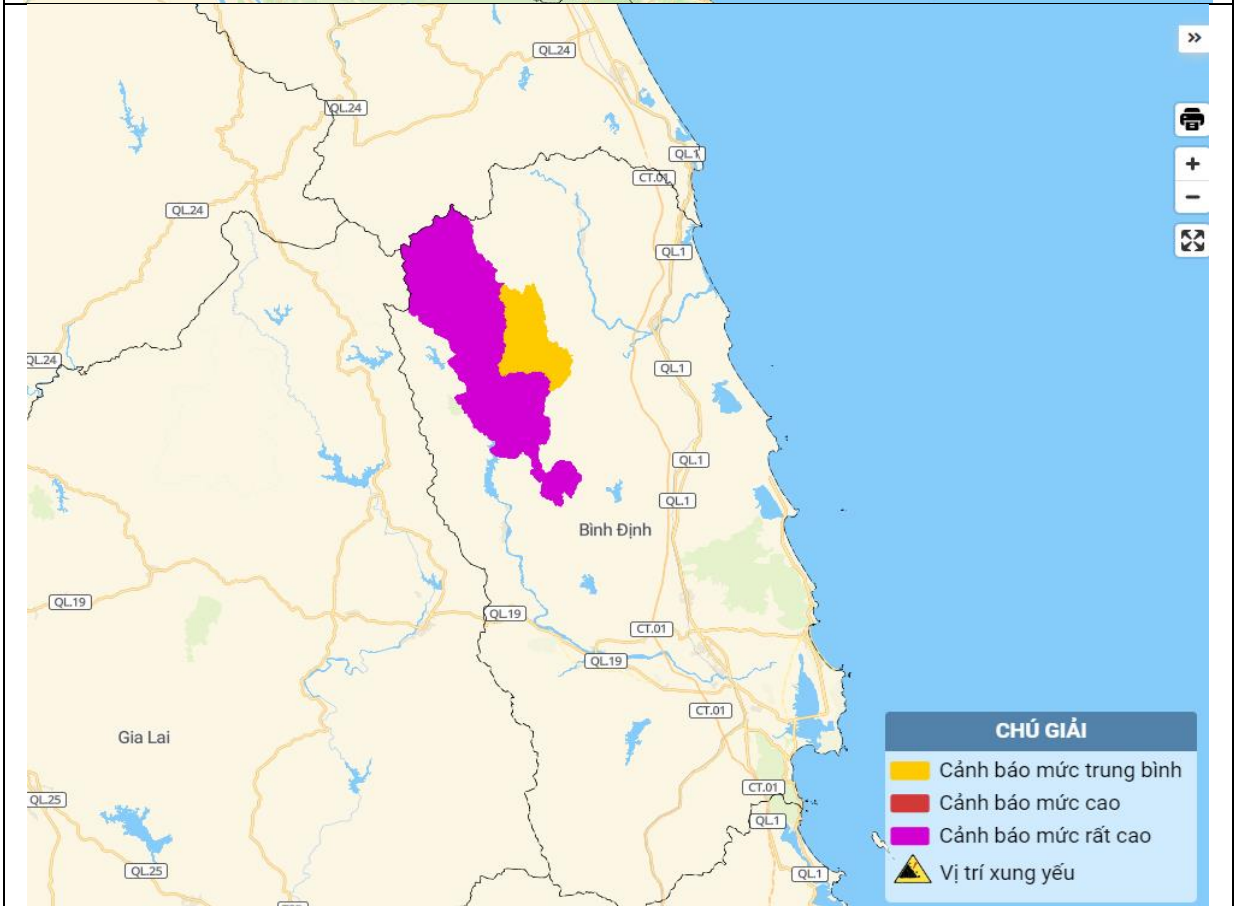 QL.24
»
QL.24
QL.1
+
CT.01
−
QL.24
QL.1
QL.24
QL.1
QL.1
QL.1
Bình Định
QL.19
QL.19
CT.01
QL.19
CT.01
Gia Lai
CHÚ GIẢI
Cảnh báo mức trung bình
CT.01
QL.25
Cảnh báo mức cao
QL.1
Cảnh báo mức rất cao
QL.25
QL.1
Vị trí xung yếu